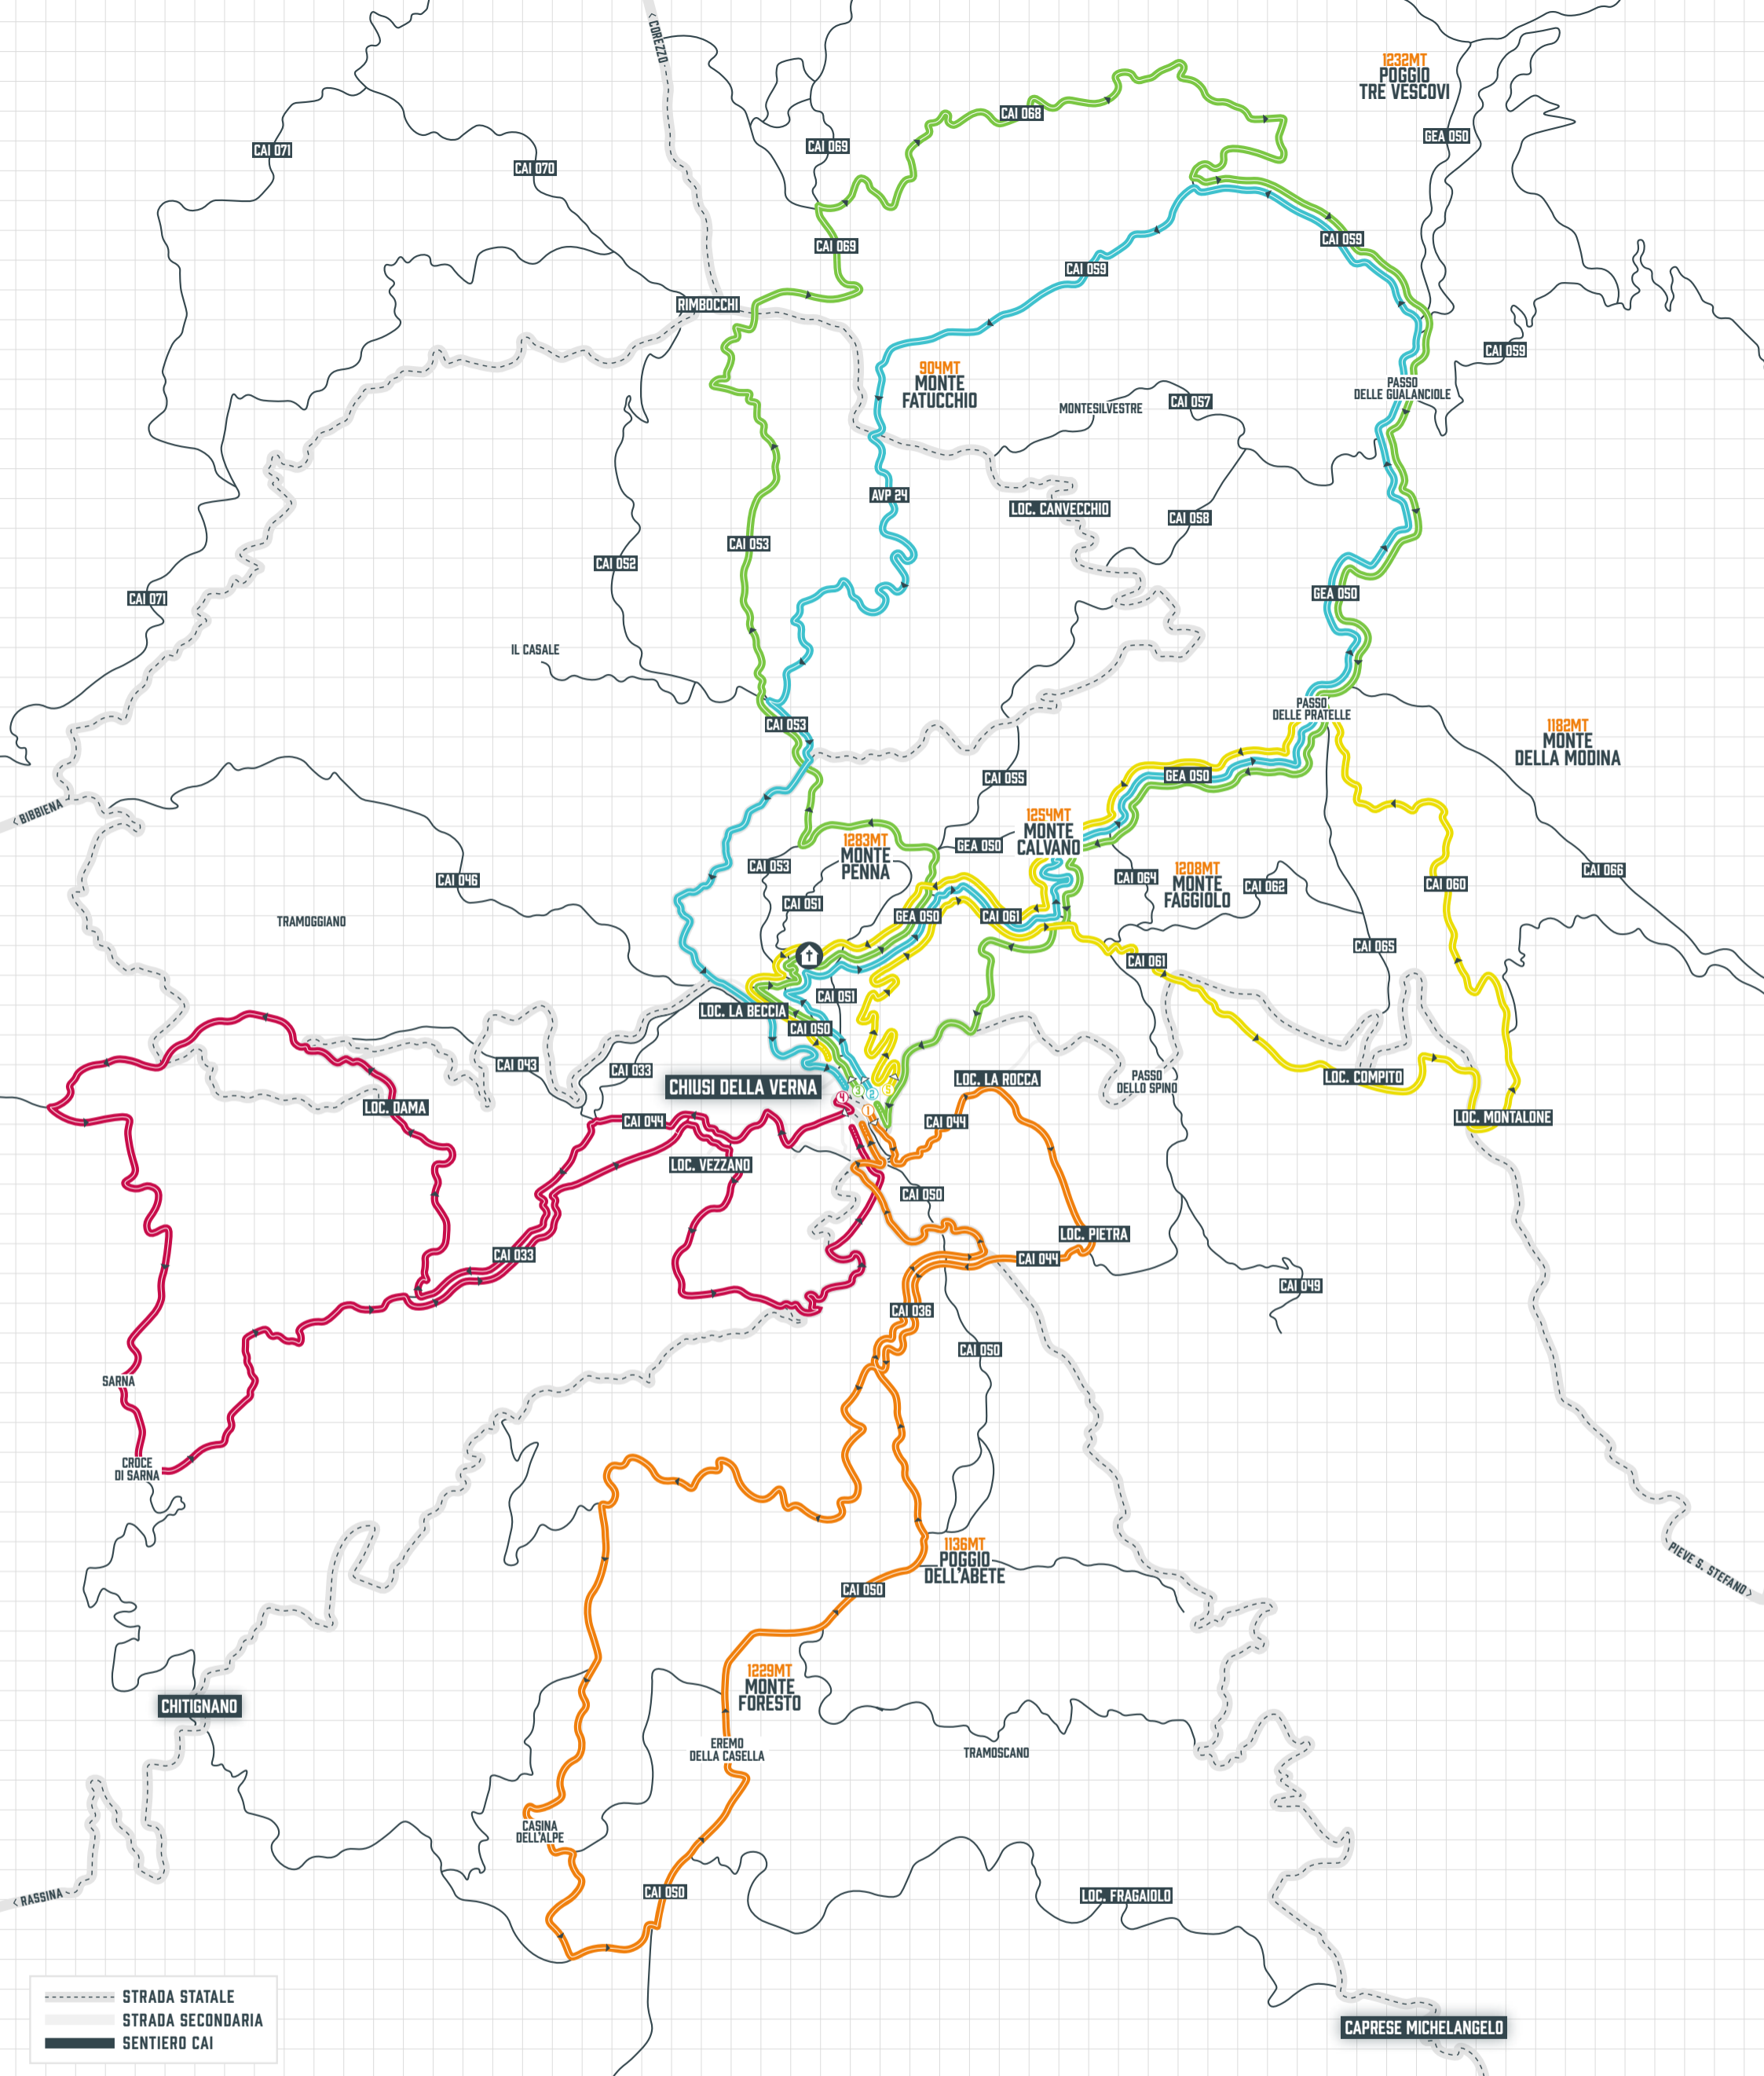 ‹ COREZZO
1232MT
POGGIO
TRE VESCOVI
CAI 068
GEA 050
CAI 071
CAI 069
CAI 070
CAI 069
CAI 059
CAI 059
RIMBOCCHI
CAI 059
904MT
MONTE
FATUCCHIO
PASSO
DELLE GUALANCIOLE
MONTESILVESTRE
CAI 057
AVP 24
LOC. CANVECCHIO
CAI 058
CAI 053
CAI 052
CAI 071
GEA 050
IL CASALE
PASSO
DELLE PRATELLE
CAI 053
1182MT
MONTE
DELLA MODINA
CAI 055
GEA 050
‹ BIBBIENA
1254MT
MONTE
CALVANO
1283MT
MONTE
PENNA
GEA 050
CAI 053
CAI 046
CAI 064
1208MT
MONTE
FAGGIOLO
CAI 062
CAI 060
CAI 066
CAI 051
TRAMOGGIANO
GEA 050
CAI 061
CAI 065
CAI 061
CAI 051
LOC. LA BECCIA
CAI 050
CAI 043
CAI 033
CHIUSI DELLA VERNA
LOC. LA ROCCA
PASSO
DELLO SPINO
LOC. COMPITO
4
3
2
5
1
LOC. DAMA
CAI 044
CAI 044
LOC. MONTALONE
LOC. VEZZANO
CAI 050
LOC. PIETRA
CAI 033
CAI 044
CAI 049
CAI 036
CAI 050
SARNA
CROCE
DI SARNA
1136MT
POGGIO
DELL'ABETE
PIEVE S. STEFANO ›
CAI 050
1229MT
MONTE
FORESTO
CHITIGNANO
EREMO
DELLA CASELLA
TRAMOSCANO
CASINA
DELL'ALPE
‹ RASSINA
CAI 050
LOC. FRAGAIOLO
STRADA STATALE
STRADA SECONDARIA
SENTIERO CAI
CAPRESE MICHELANGELO